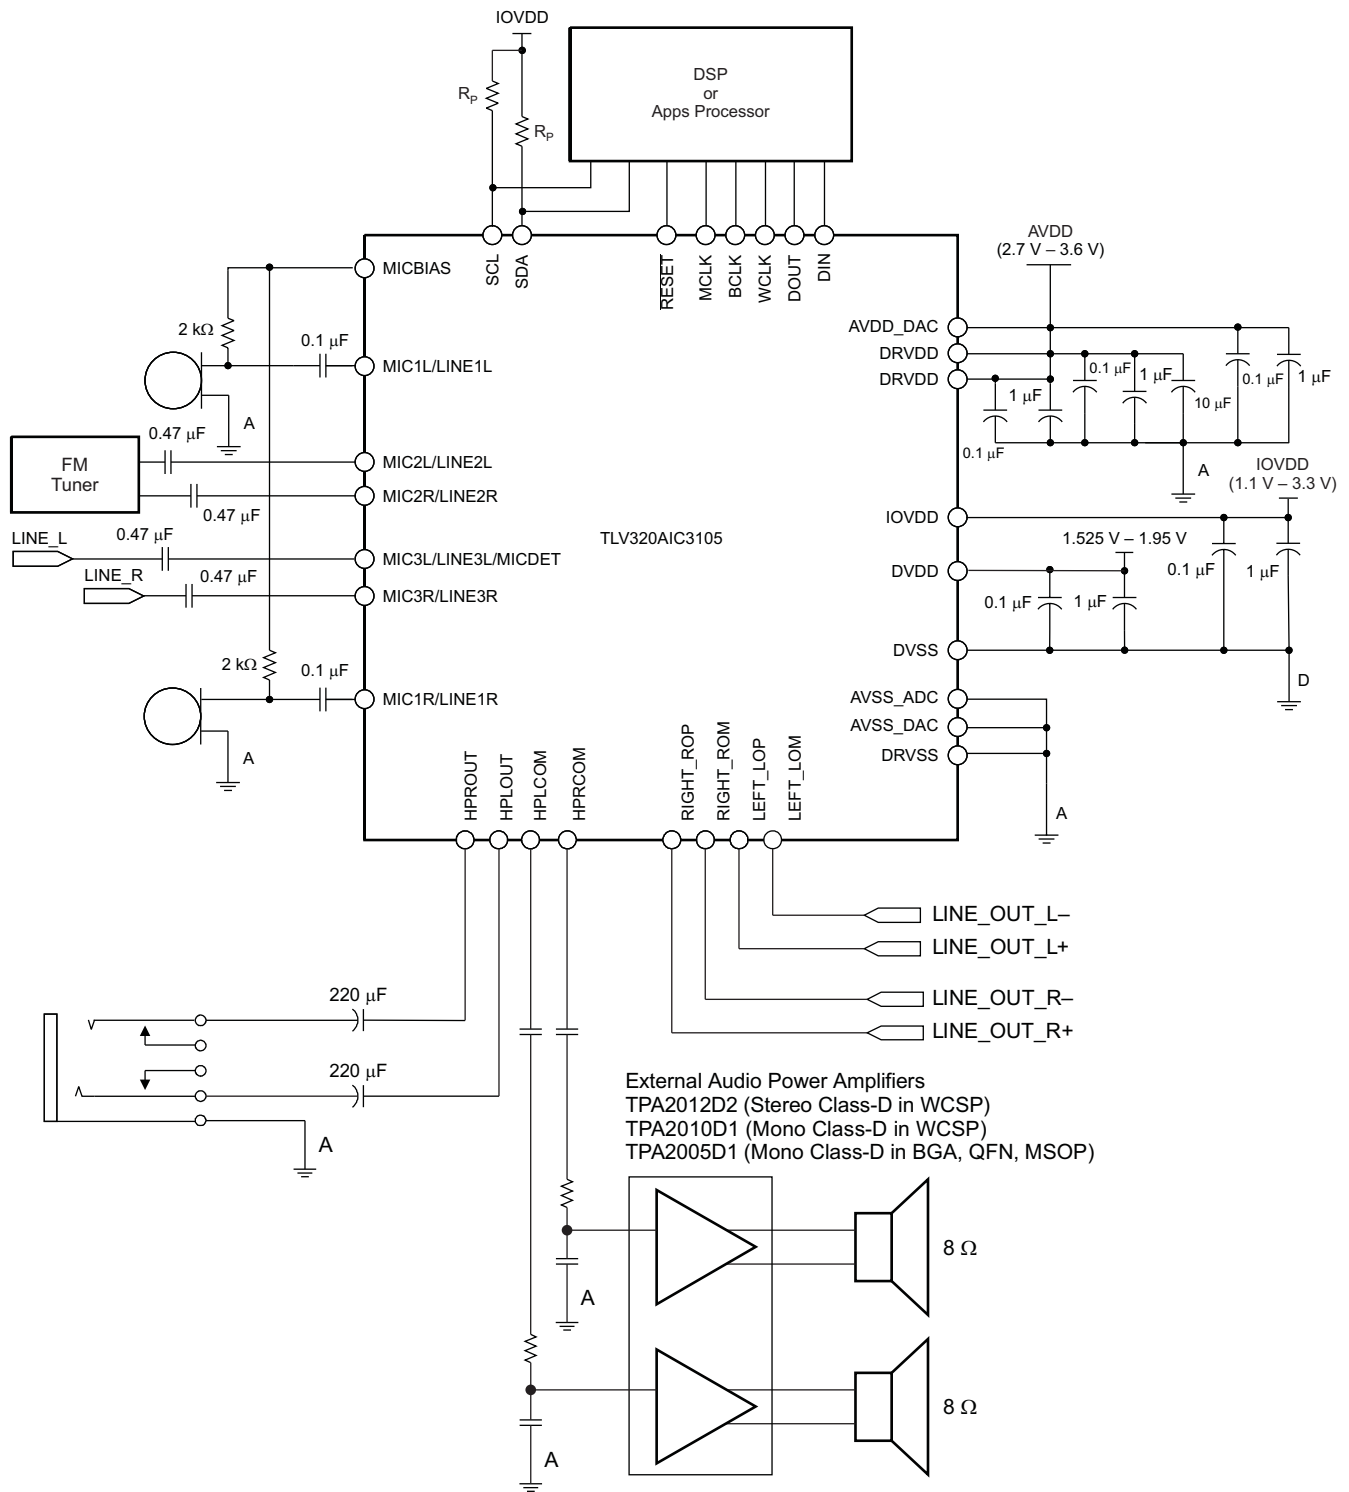 IOVDD
DSP
or
Apps Processor
RP
RP
SCL
SDA
RESET
MCLK
BCLK
WCLK
DOUT
DIN
AVDD
(2.7 V – 3.6 V)
MICBIAS
2 kΩ
0.1 μF
MIC1L/LINE1L
A
AVDD_DAC
DRVDD
DRVDD
0.1 μF
1 μF
0.1 μF
1 μF
1 μF
10 μF
0.1 μF
A
0.47 μF
FM
Tuner
MIC2L/LINE2L
MIC2R/LINE2R
0.47 μF
IOVDD
(1.1 V – 3.3 V)
IOVDD
LINE_L
0.47 μF
MIC3L/LINE3L/MICDET
TLV320AIC3105
1.525 V – 1.95 V
DVDD
0.1 μF
1 μF
LINE_R
0.47 μF
MIC3R/LINE3R
0.1 μF
1 μF
DVSS
D
2 kΩ
0.1 μF
MIC1R/LINE1R
A
AVSS_ADC
AVSS_DAC
DRVSS
A
HPROUT
HPLOUT
HPLCOM
HPRCOM
RIGHT_ROP
RIGHT_ROM
LEFT_LOP
LEFT_LOM
LINE_OUT_L–
LINE_OUT_L+
LINE_OUT_R–
LINE_OUT_R+
220 μF
220 μF
A
External Audio Power Amplifiers
TPA2012D2 (Stereo Class-D in WCSP)
TPA2010D1 (Mono Class-D in WCSP)
TPA2005D1 (Mono Class-D in BGA, QFN, MSOP)
8 Ω
A
8 Ω
A